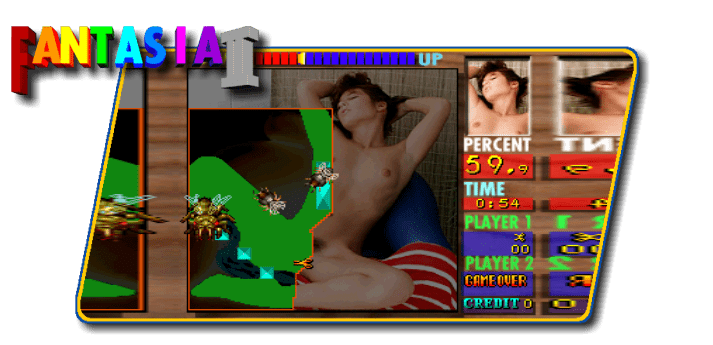 FANTASIA II
UP
PERCENT
59.9
TIME
0:54
PLAYER 1
00
PLAYER 2
GAMEOVER
CREDIT 0